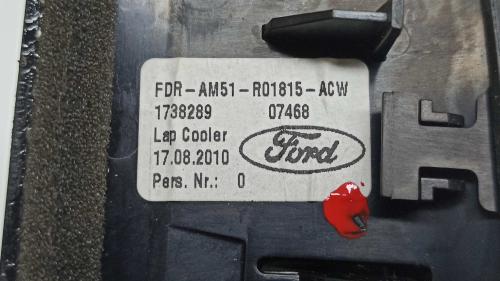 FDR-AM51-R01815-ACW
1738289 07468
Lap Cooler
17.08.2010
Ford
Pers. Nr.: 0